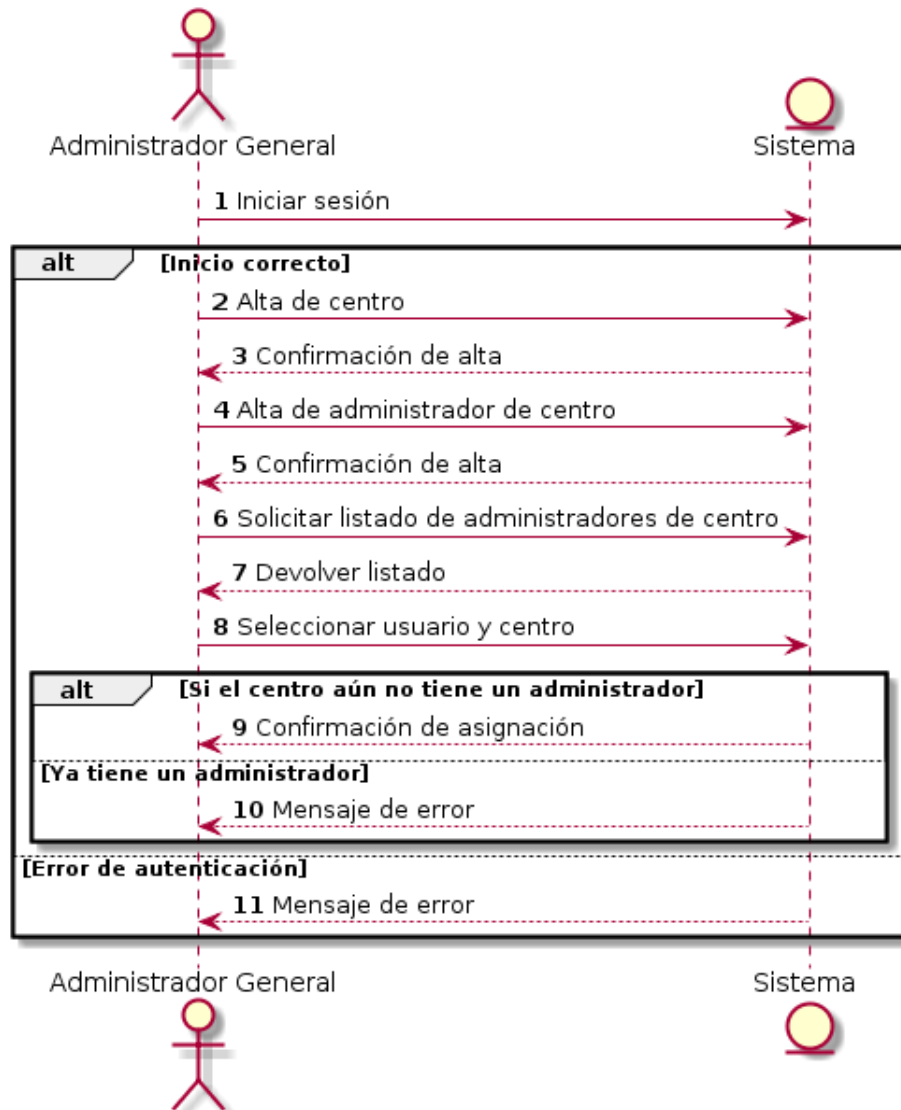 Administrador General
Sistema
1 Iniciar sesión
alt [Inicio correcto]
2 Alta de centro
3 Confirmación de alta
4 Alta de administrador de centro
5 Confirmación de alta
6 Solicitar listado de administradores de centro
7 Devolver listado
8 Seleccionar usuario y centro
alt [Si el centro aún no tiene un administrador]
9 Confirmación de asignación
[Ya tiene un administrador]
10 Mensaje de error
[Error de autenticación]
11 Mensaje de error
Administrador General
Sistema